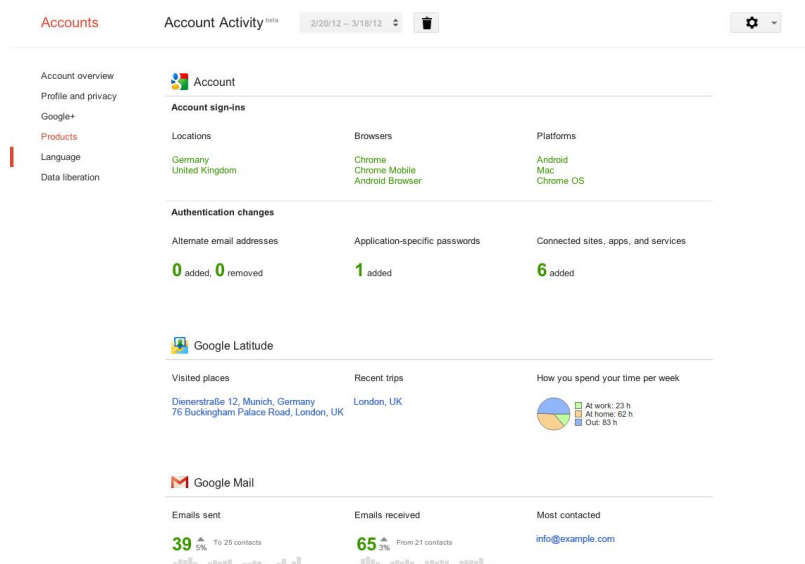 Accounts
Account Activity beta
2/20/12 – 3/18/12
Account overview
Profile and privacy
Google+
Products
Language
Data liberation
Account
Account sign-ins
Locations Browsers Platforms
Germany Chrome Android
United Kingdom Chrome Mobile Mac
Android Browser Chrome OS
Authentication changes
Alternate email addresses Application-specific passwords Connected sites, apps, and services
0 added, 0 removed 1 added 6 added
Google Latitude
Visited places Recent trips How you spend your time per week
Dienerstraße 12, Munich, Germany London, UK At work: 23 h
76 Buckingham Palace Road, London, UK At home: 62 h
Out: 83 h
Google Mail
Emails sent Emails received Most contacted
39 5% To 25 contacts 65 3% From 21 contacts info@example.com